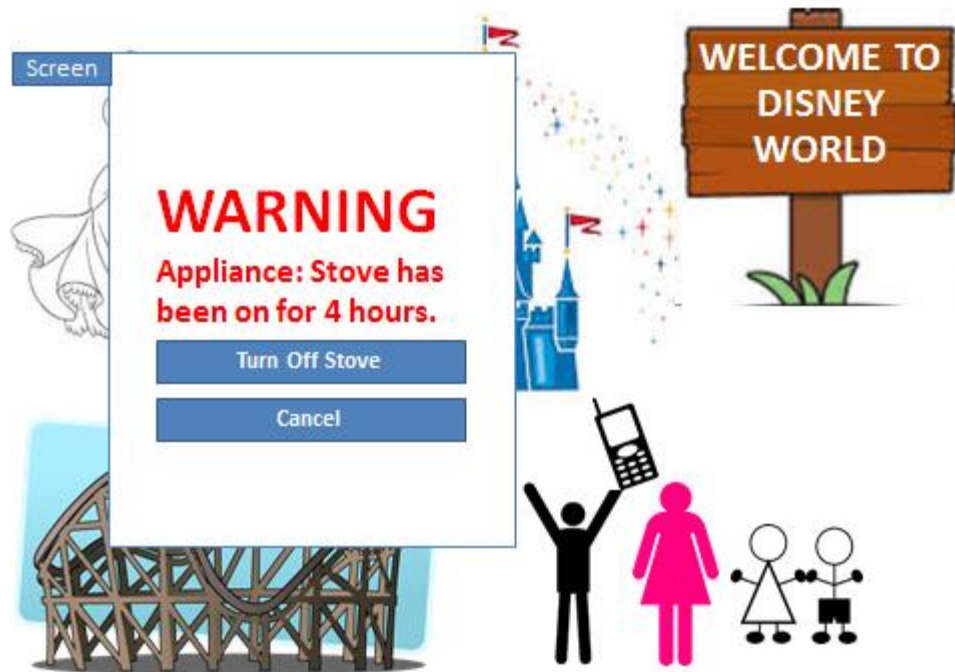 Screen
WARNING
Appliance: Stove has
been on for 4 hours.
Turn Off Stove
Cancel
WELCOME TO
DISNEY
WORLD